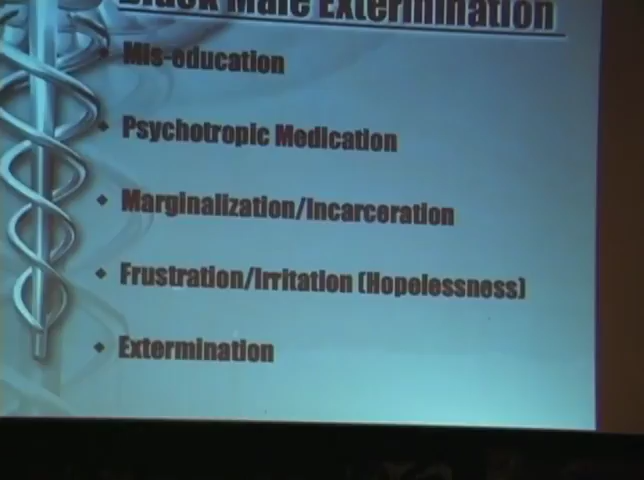 Black Male Extermination
Mis-education
Psychotropic Medication
Marginalization/Incarceration
Frustration/Irritation (Hopelessness)
Extermination